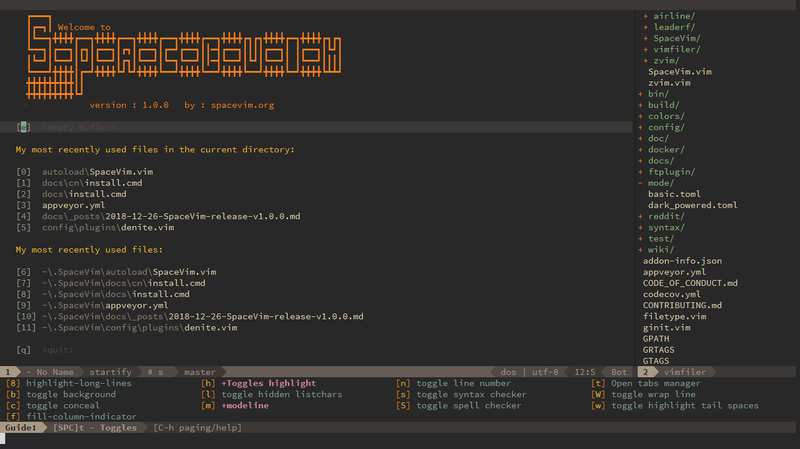 Welcome to
SpaceVim
version : 1.0.0   by : spacevim.org
[e]
My most recently used files in the current directory:
[0]  autoload\SpaceVim.vim
[1]  docs\cn\install.cmd
[2]  docs\install.cmd
[3]  appveyor.yml
[4]  docs\_posts\2018-12-26-SpaceVim-release-v1.0.0.md
[5]  config\plugins\denite.vim
My most recently used files:
[6]  ~\.SpaceVim\autoload\SpaceVim.vim
[7]  ~\.SpaceVim\docs\cn\install.cmd
[8]  ~\.SpaceVim\docs\install.cmd
[9]  ~\.SpaceVim\appveyor.yml
[10] ~\.SpaceVim\docs\_posts\2018-12-26-SpaceVim-release-v1.0.0.md
[11] ~\.SpaceVim\config\plugins\denite.vim
[q]  <quit>
+ airline/
+ leaderf/
+ SpaceVim/
+ vimfiler/
+ zvim/
SpaceVim.vim
zvim.vim
+ bin/
+ build/
+ colors/
+ config/
+ doc/
+ docker/
+ docs/
+ ftplugin/
- mode/
basic.toml
dark_powered.toml
+ reddit/
+ syntax/
+ test/
+ wiki/
addon-info.json
appveyor.yml
CODE_OF_CONDUCT.md
codecov.yml
CONTRIBUTING.md
filetype.vim
ginit.vim
GPATH
GRTAGS
GTAGS
1 - No Name startify # s master dos | utf-8 12:5 Bot 2 vimfiler
[8] highlight-long-lines [h] +Toggles highlight [n] toggle line number [t] Open tabs manager
[b] toggle background [l] toggle hidden listchars [s] toggle syntax checker [W] toggle wrap line
[c] toggle conceal [m] +modeline [S] toggle spell checker [w] toggle highlight tail spaces
[f] fill-column-indicator
Guide: [SPC]t - Toggles [C-h paging/help]